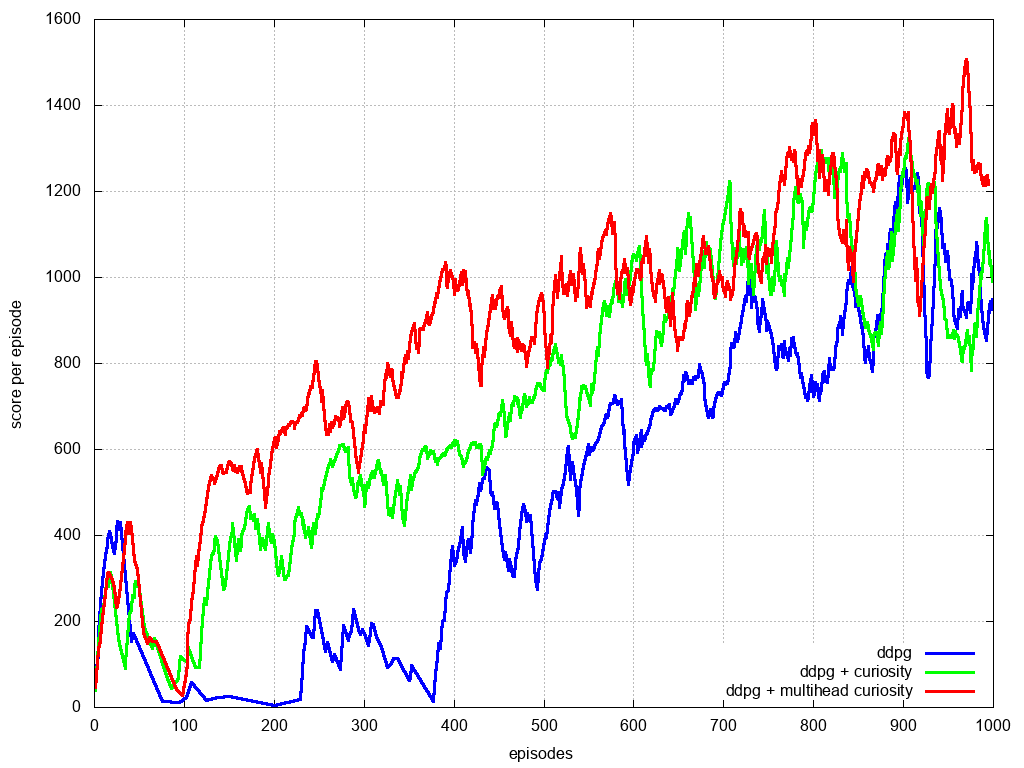 1600
1400
1200
1000
800
600
400
200
0
score per episode
0 100 200 300 400 500 600 700 800 900 1000
episodes
ddpg
ddpg + curiosity
ddpg + multihead curiosity